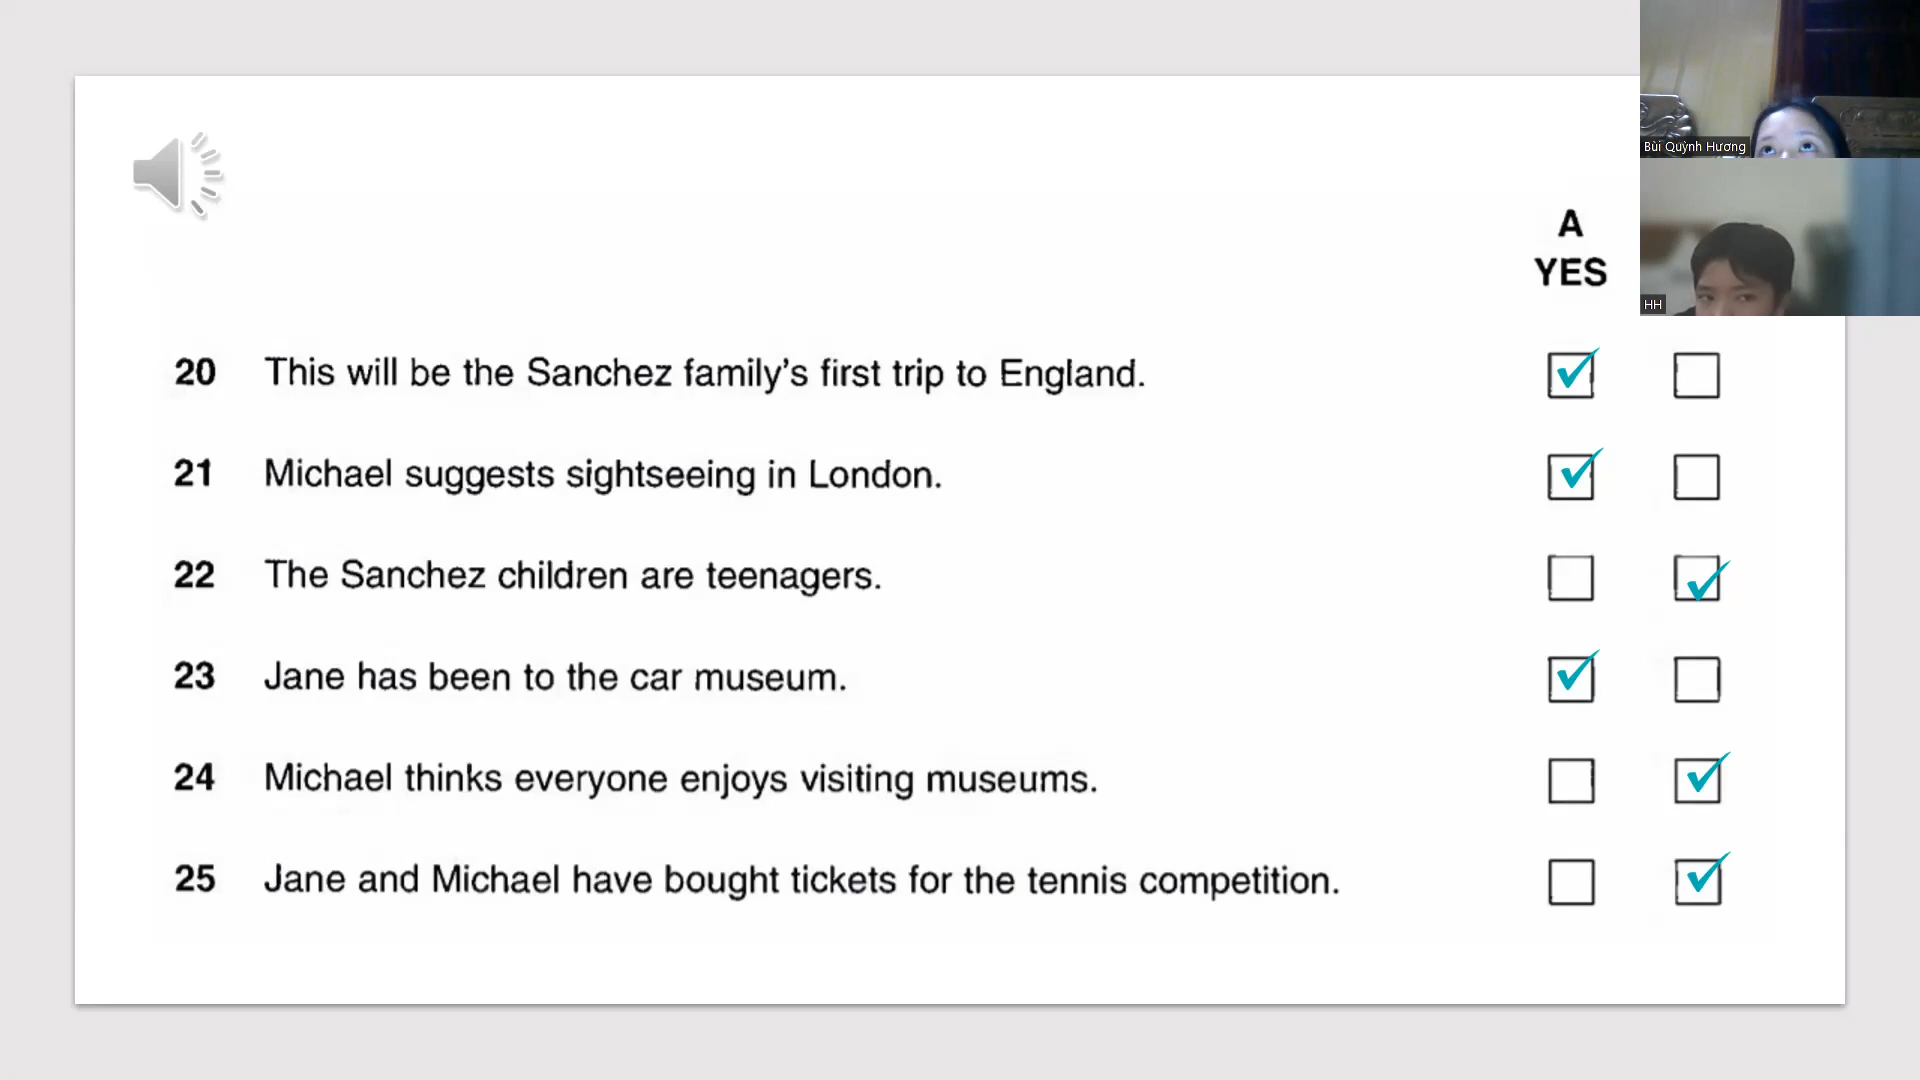 A
YES
20 This will be the Sanchez family's first trip to England.
21 Michael suggests sightseeing in London.
22 The Sanchez children are teenagers.
23 Jane has been to the car museum.
24 Michael thinks everyone enjoys visiting museums.
25 Jane and Michael have bought tickets for the tennis competition.
Bùi Quỳnh Hương
HH